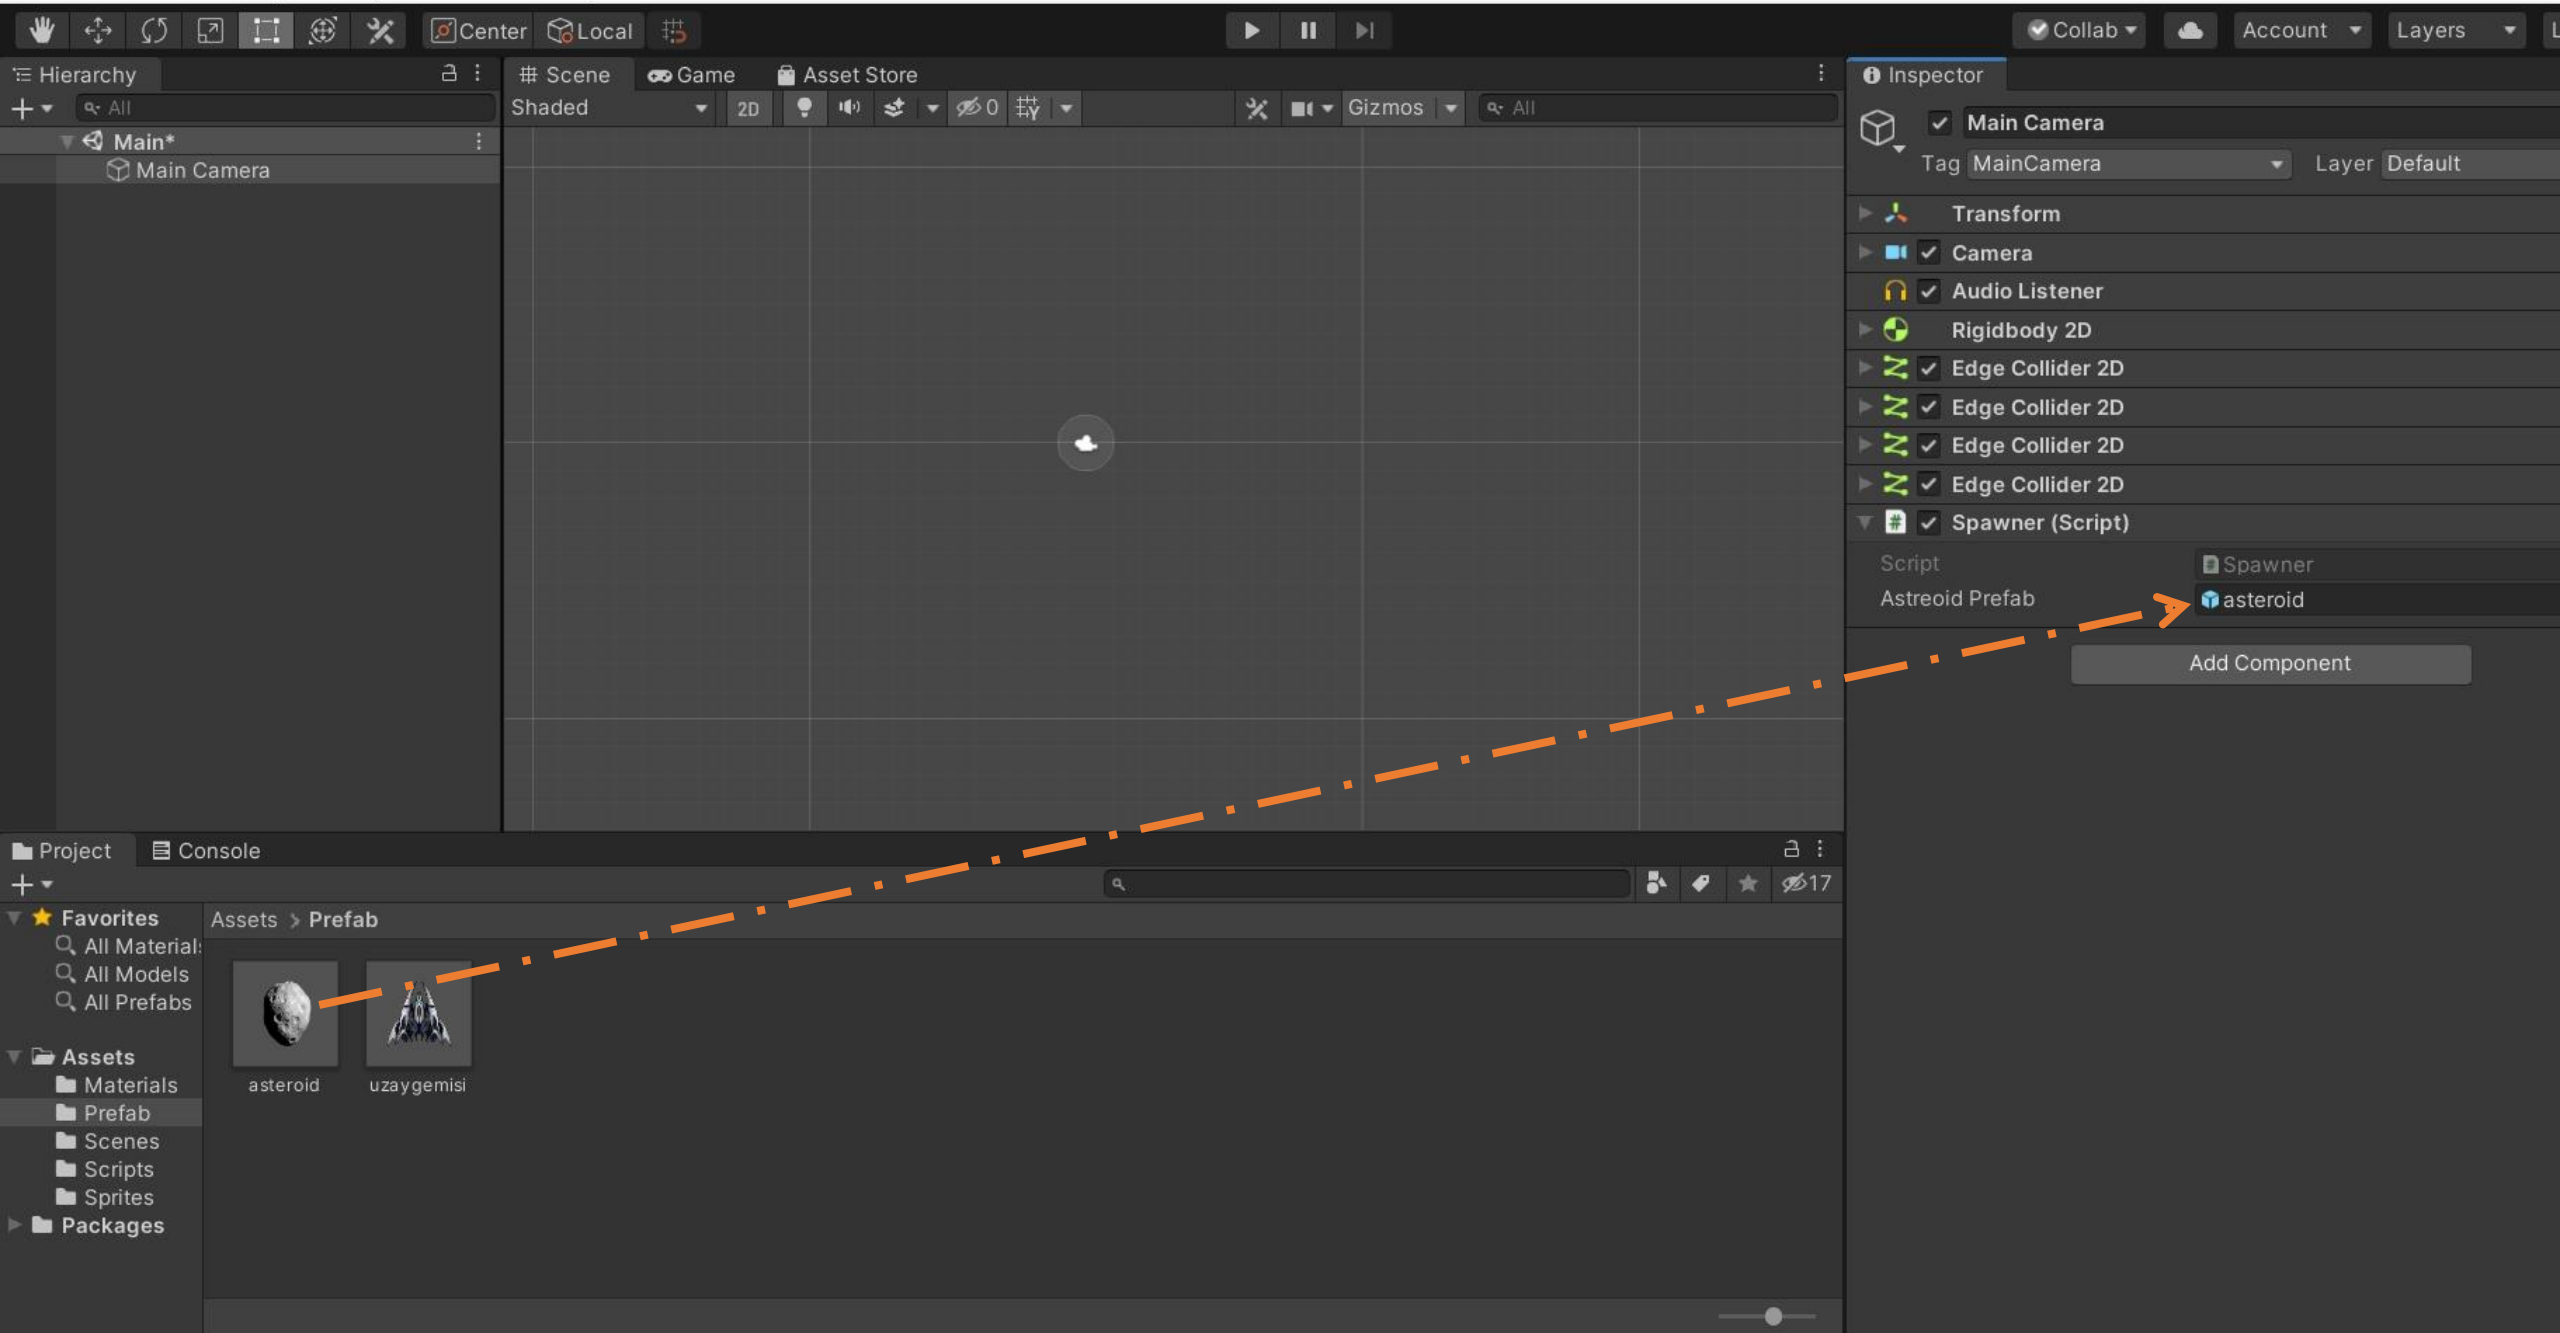 Center Local
Collab Account Layers L
Hierarchy
All
Main*
Main Camera
Scene Game Asset Store
Shaded 2D 0 Gizmos All
Inspector
Main Camera
Tag MainCamera Layer Default
Transform
Camera
Audio Listener
Rigidbody 2D
Edge Collider 2D
Edge Collider 2D
Edge Collider 2D
Edge Collider 2D
# Spawner (Script)
Script Spawner
Astreoid Prefab asteroid
Add Component
Project Console
17
Favorites
All Material
All Models
All Prefabs
Assets
Materials
Prefab
Scenes
Scripts
Sprites
Packages
Assets > Prefab
asteroid uzaygemisi